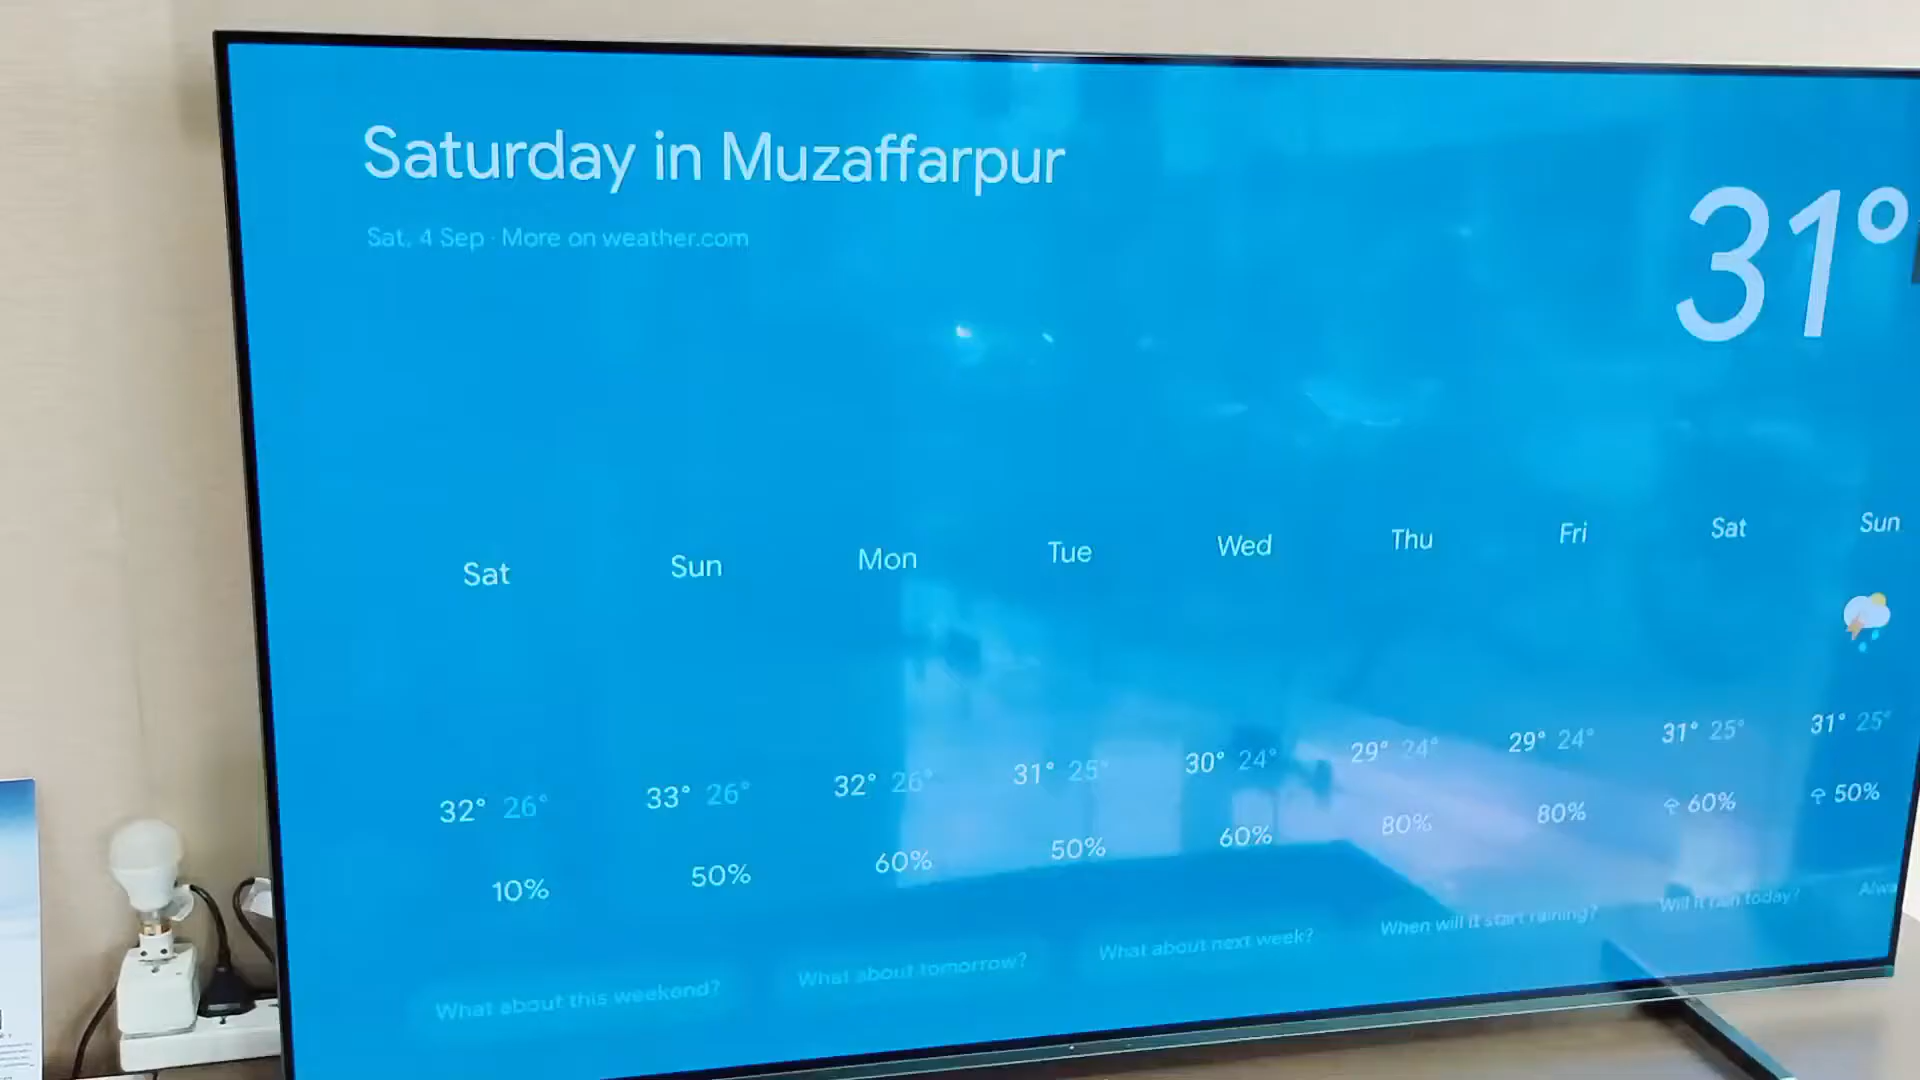 Saturday in Muzaffarpur
Sat, 4 Sep · More on weather.com
31°
Sat Sun Mon Tue Wed Thu Fri Sat Sun
32° 26° 33° 26° 32° 26° 31° 25° 30° 24° 29° 24° 29° 24° 31° 25° 31° 25°
10% 50% 60% 50% 60% 80% 80% 60% 50%
What about this weekend? What about tomorrow? What about next week? When will it start raining? Will it rain today?